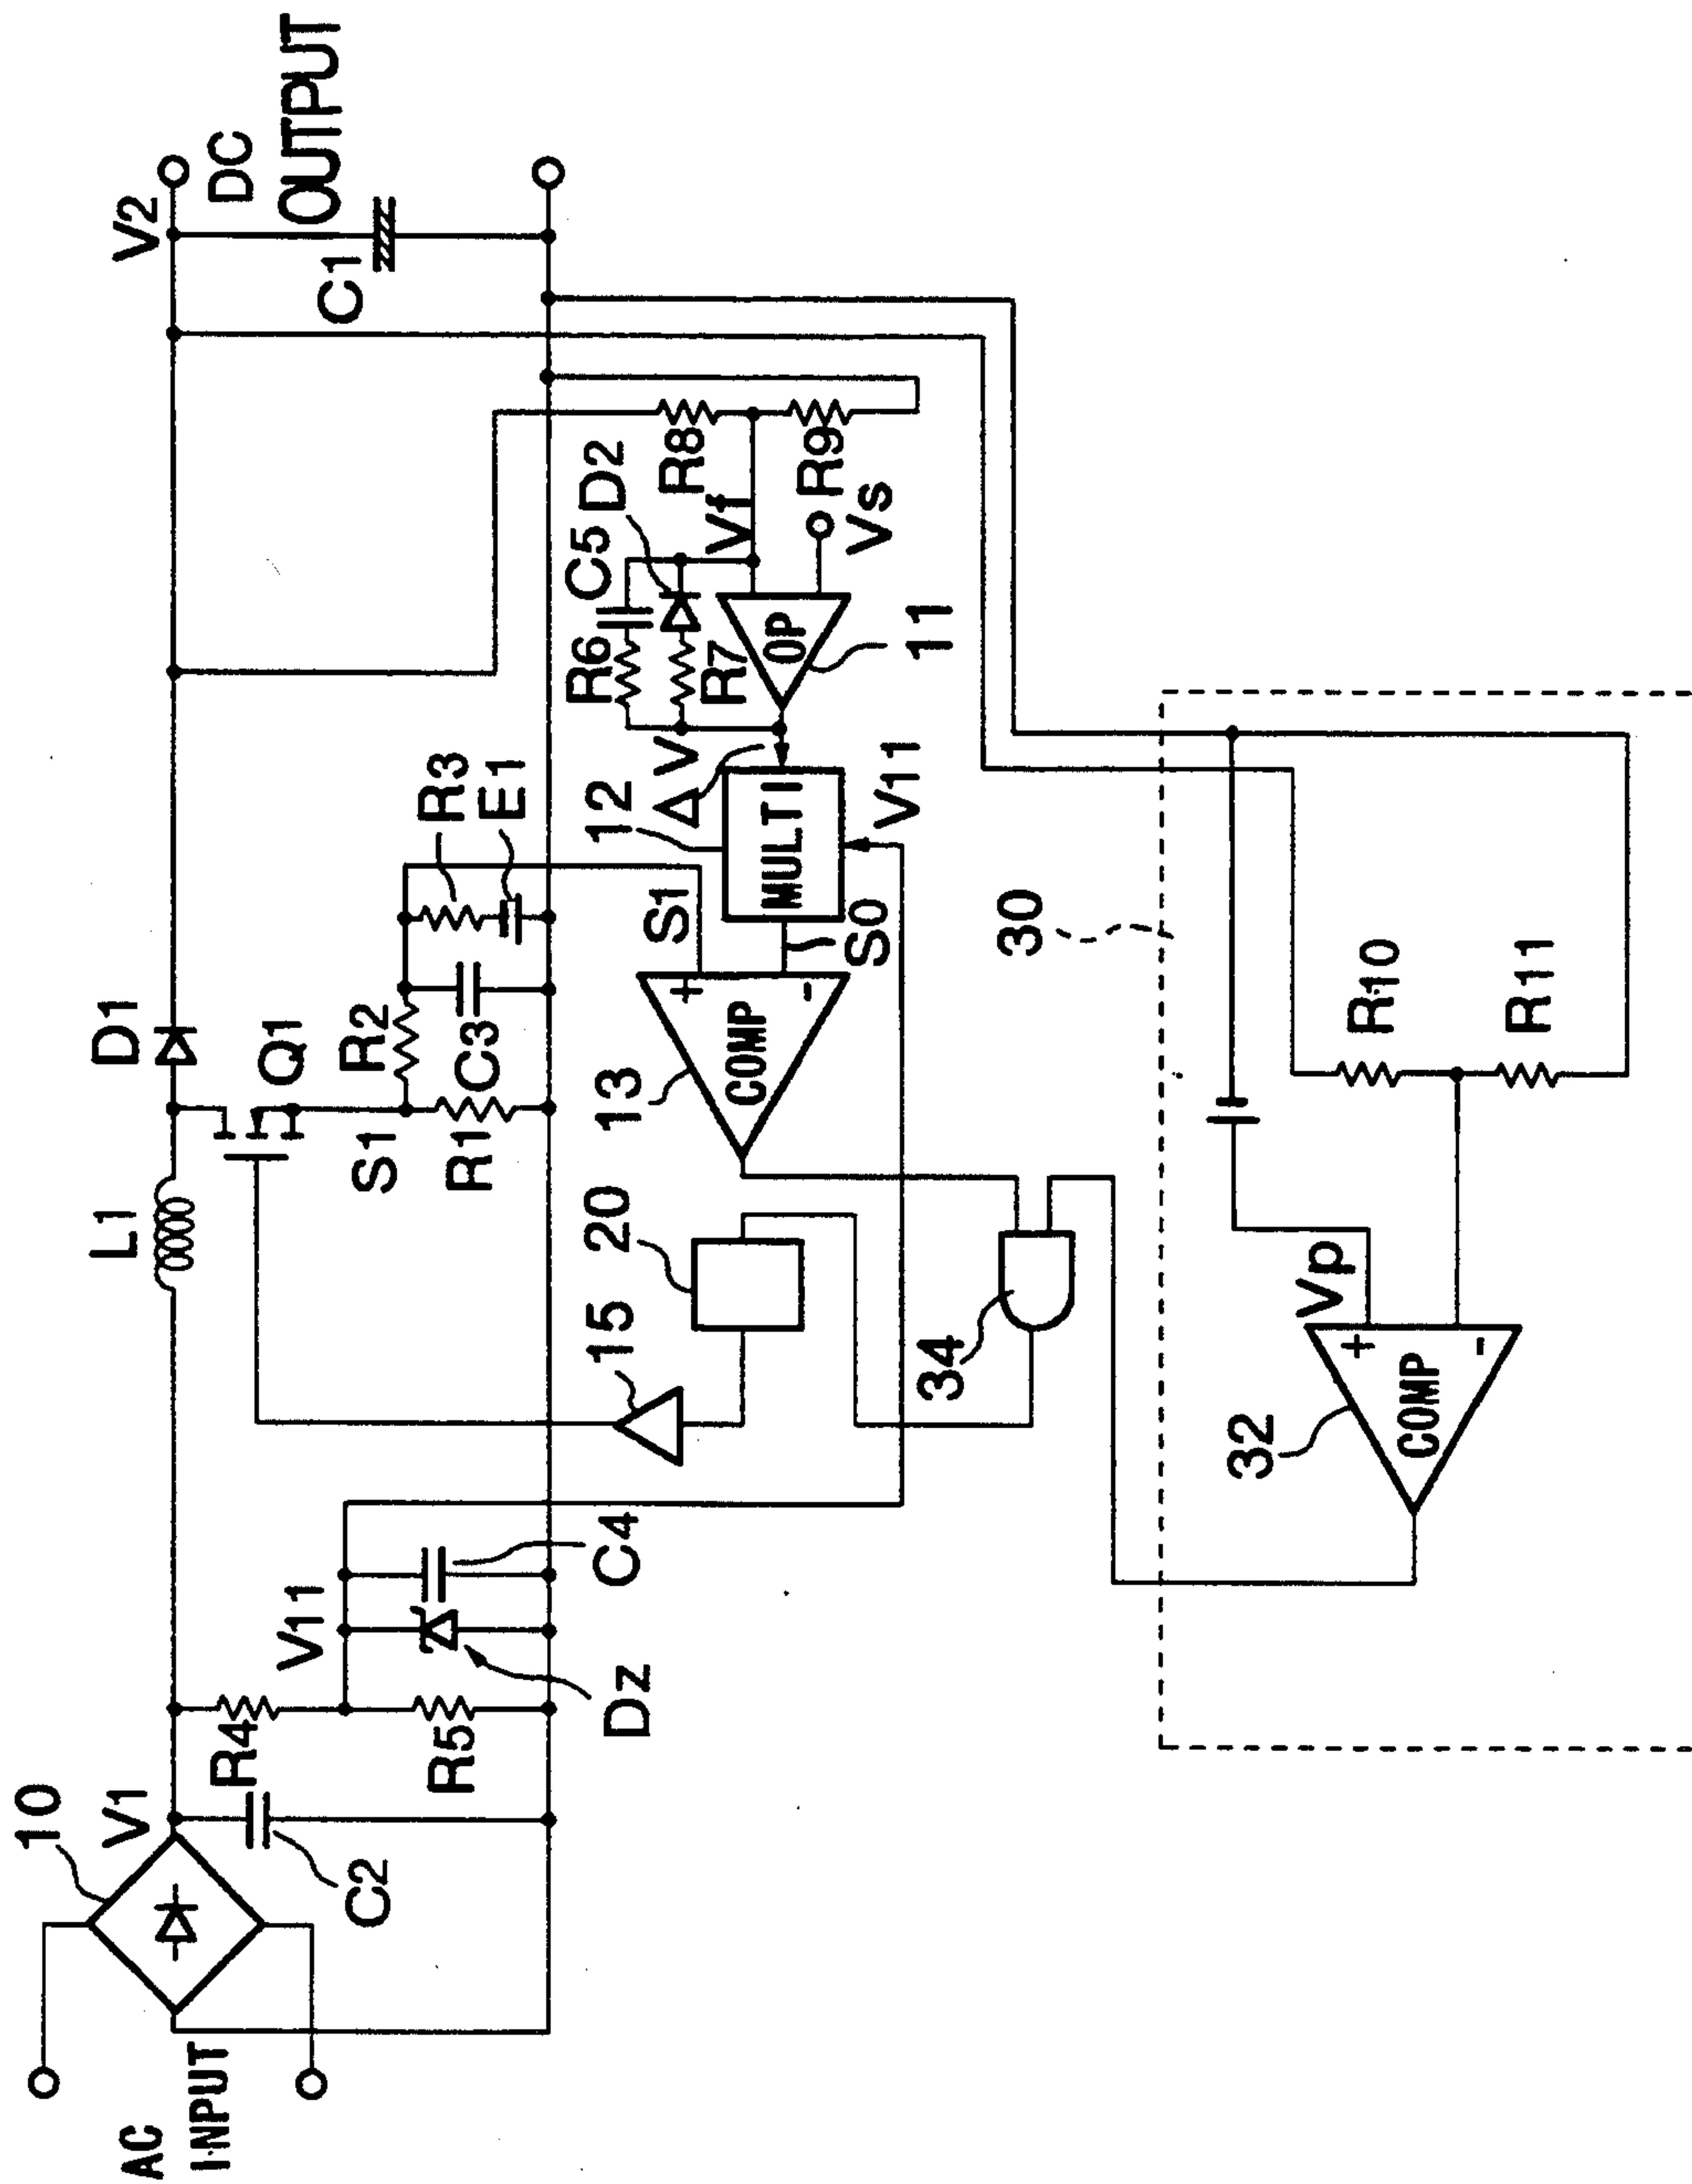 AC
INPUT
10
V1
C2
R4
R5
V11
Dz
C4
L1
D1
Q1
S1
R1
R2
C3
R3
E1
V2
DC
OUTPUT
C1
15
20
13
COMP
+
-
S1
S0
12
MULTI
V11
ΔV
R6
C5
R7
D2
OP
11
Vf
Vs
R8
R9
34
30
32
COMP
+
-
Vp
R10
R11